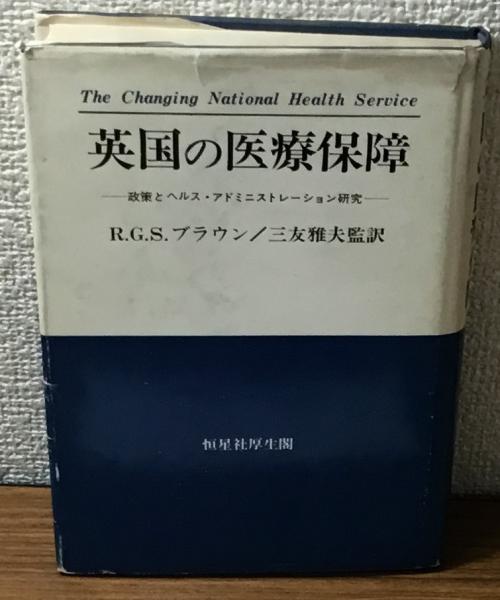 The Changing National Health Service
英国の医療保障
―政策とヘルス・アドミニストレーション研究―
R.G.S.ブラウン/三友雅夫監訳
恒星社厚生閣